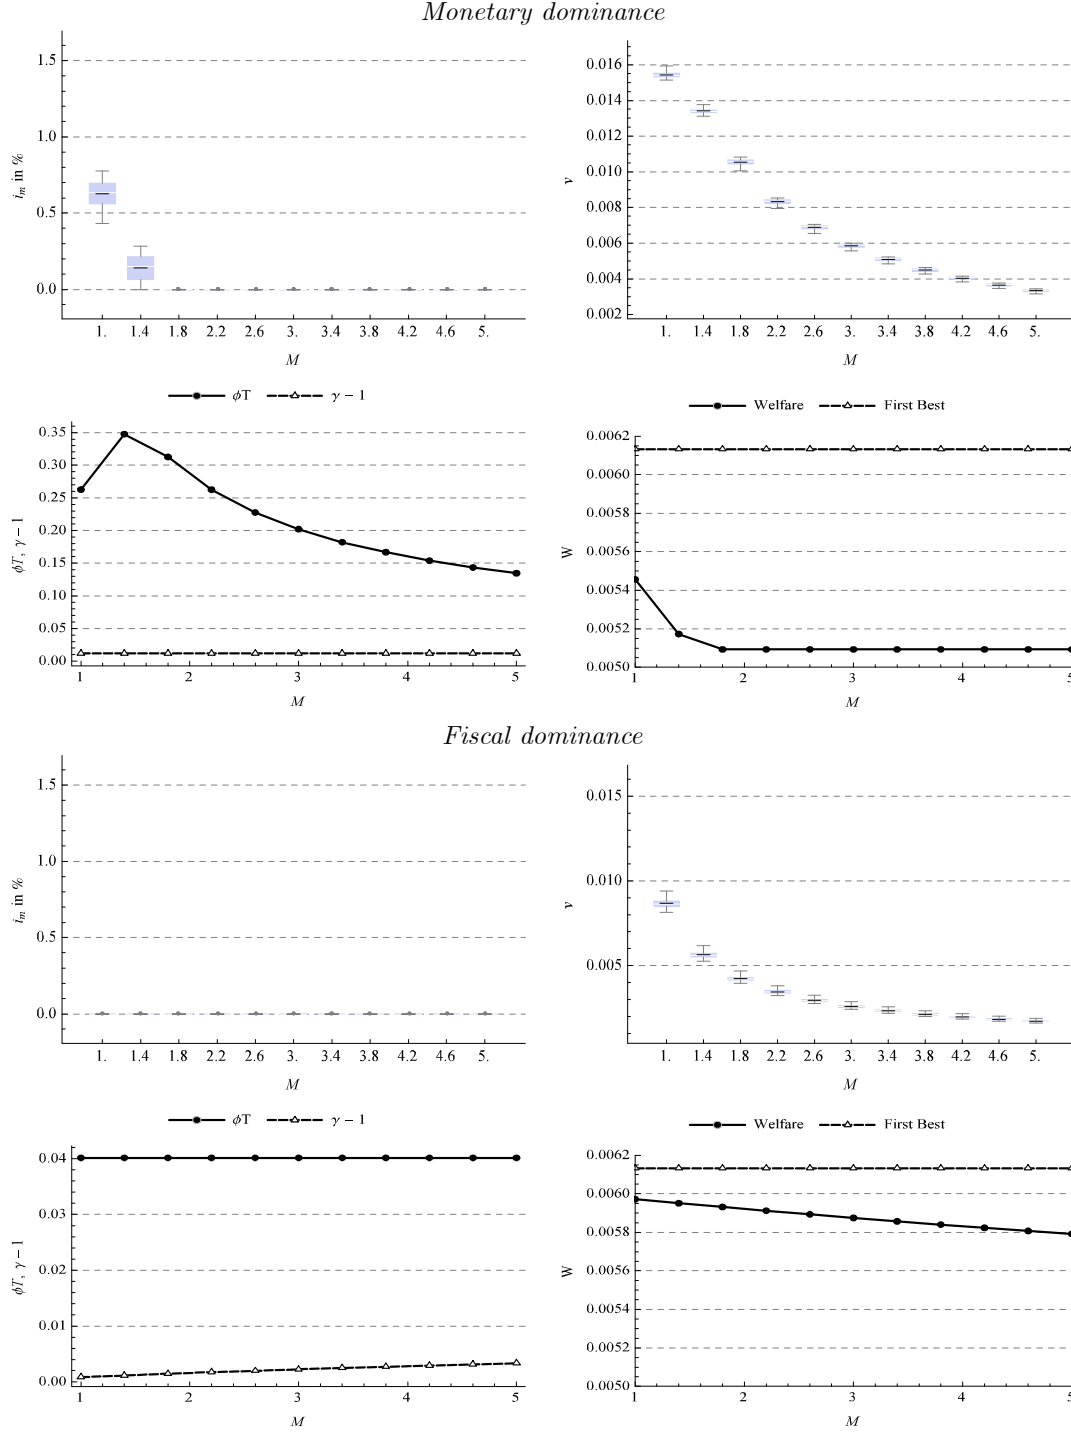 Monetary dominance
1.5
1.0
0.5
0.0
i_m in %
1. 1.4 1.8 2.2 2.6 3. 3.4 3.8 4.2 4.6 5.
M
0.016
0.014
0.012
0.010
0.008
0.006
0.004
0.002
v
1. 1.4 1.8 2.2 2.6 3. 3.4 3.8 4.2 4.6 5.
M
ϕT γ − 1
0.35
0.30
0.25
0.20
0.15
0.10
0.05
0.00
ϕT, γ − 1
1 2 3 4 5
M
Welfare First Best
0.0062
0.0060
0.0058
0.0056
0.0054
0.0052
0.0050
W
1 2 3 4 5
M
Fiscal dominance
1.5
1.0
0.5
0.0
i_m in %
1. 1.4 1.8 2.2 2.6 3. 3.4 3.8 4.2 4.6 5.
M
0.015
0.010
0.005
v
1. 1.4 1.8 2.2 2.6 3. 3.4 3.8 4.2 4.6 5.
M
ϕT γ − 1
0.04
0.03
0.02
0.01
0.00
ϕT, γ − 1
1 2 3 4 5
M
Welfare First Best
0.0062
0.0060
0.0058
0.0056
0.0054
0.0052
0.0050
W
1 2 3 4 5
M